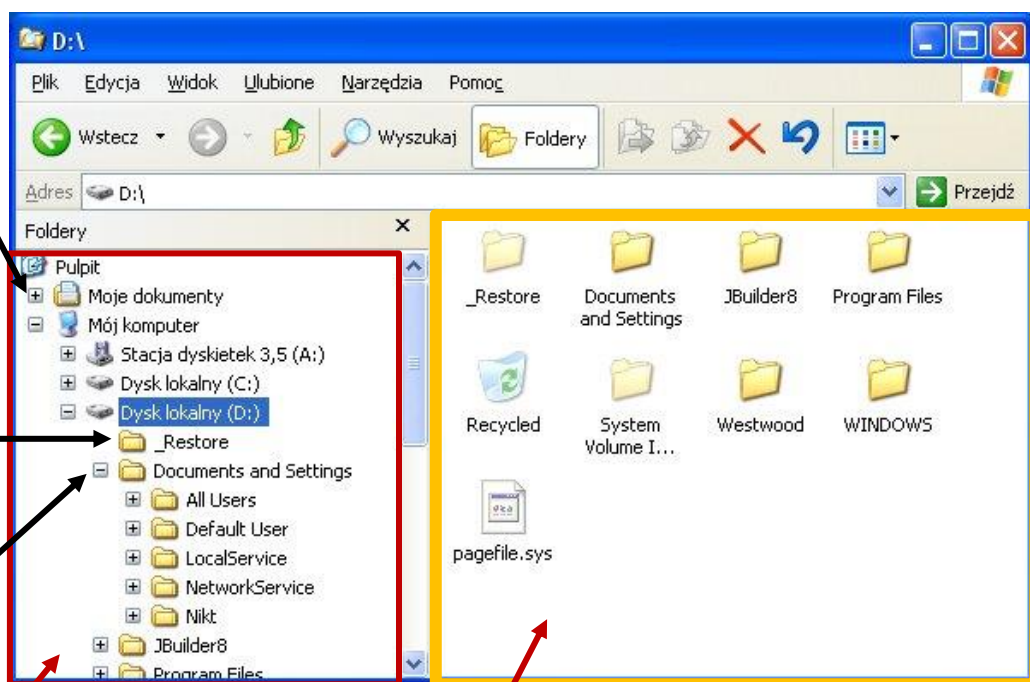 D:\
Plik Edycja Widok Ulubione Narzędzia Pomoc
Wstecz Wyszukaj Foldery
Adres D:\ Przejdź
Foldery
Pulpit
Moje dokumenty
Mój komputer
Stacja dyskietek 3,5 (A:)
Dysk lokalny (C:)
Dysk lokalny (D:)
_Restore
Documents and Settings
All Users
Default User
LocalService
NetworkService
Nikt
JBuilder8
Program Files
_Restore
Documents
and Settings
JBuilder8
Program Files
Recycled
System
Volume I...
Westwood
WINDOWS
pagefile.sys